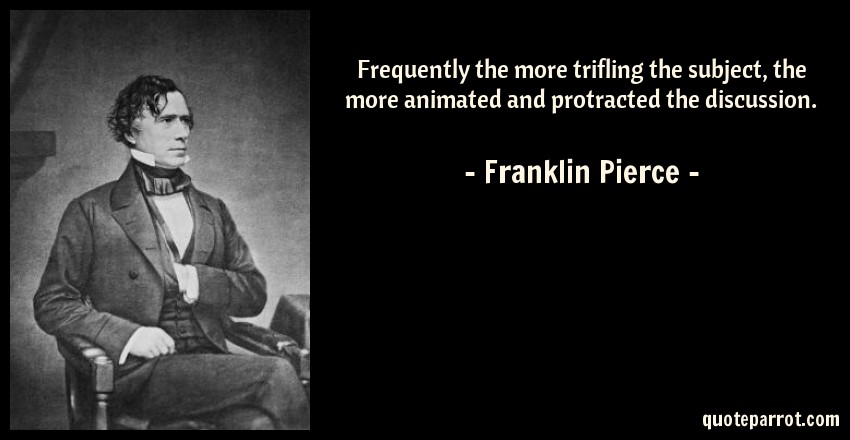 Frequently the more trifling the subject, the
more animated and protracted the discussion.
- Franklin Pierce -
quoteparrot.com